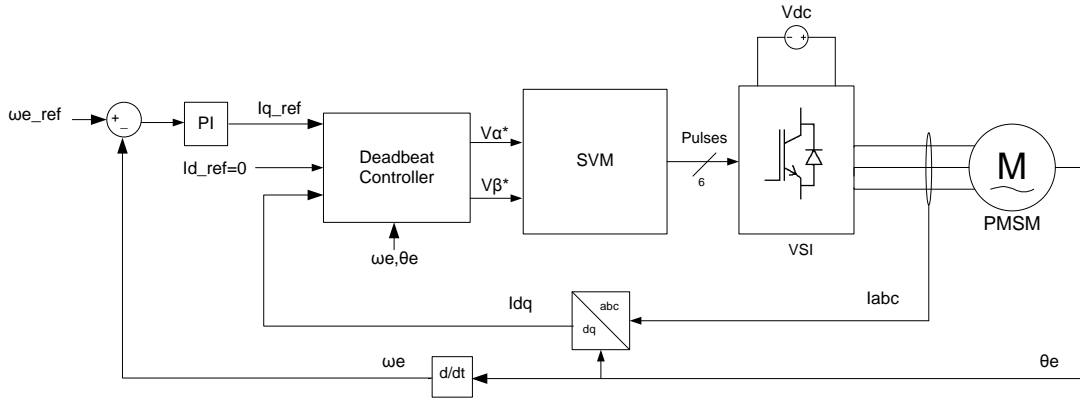 Vdc
- +
ωe_ref
+
-
PI
Iq_ref
Id_ref=0
Deadbeat
Controller
Vα*
Vβ*
SVM
Pulses
6
M
PMSM
VSI
ωe,θe
Idq
abc
dq
Iabc
ωe
d/dt
θe